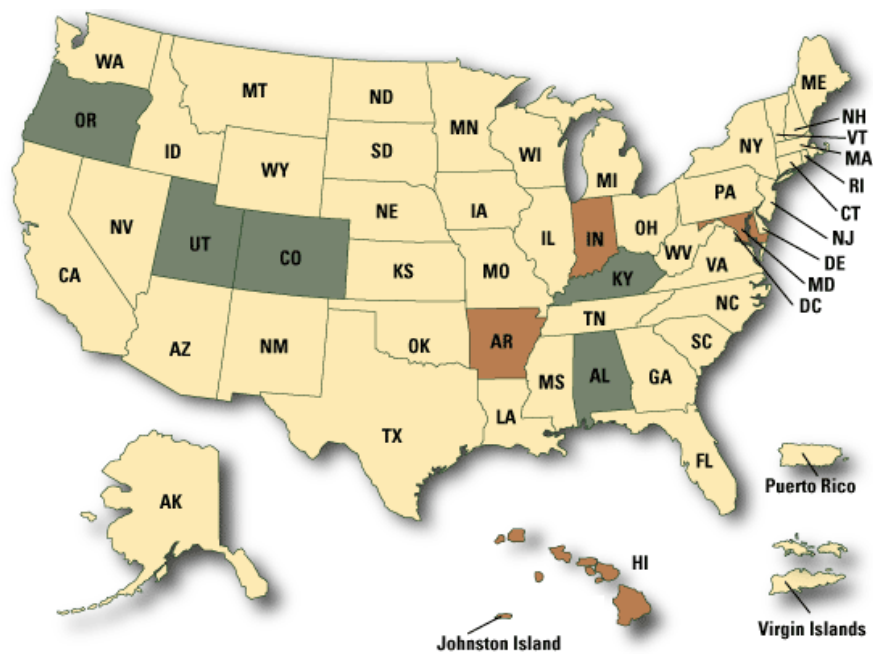 WA
MT
ND
MN
ME
OR
ID
SD
WI
NH
VT
NY
MA
WY
MI
RI
PA
CT
NE
IA
NV
UT
CO
IL
IN
OH
NJ
WV
DE
KY
VA
MD
CA
KS
MO
DC
NC
TN
AZ
NM
OK
AR
SC
MS
AL
GA
LA
TX
FL
Puerto Rico
AK
HI
Virgin Islands
Johnston Island